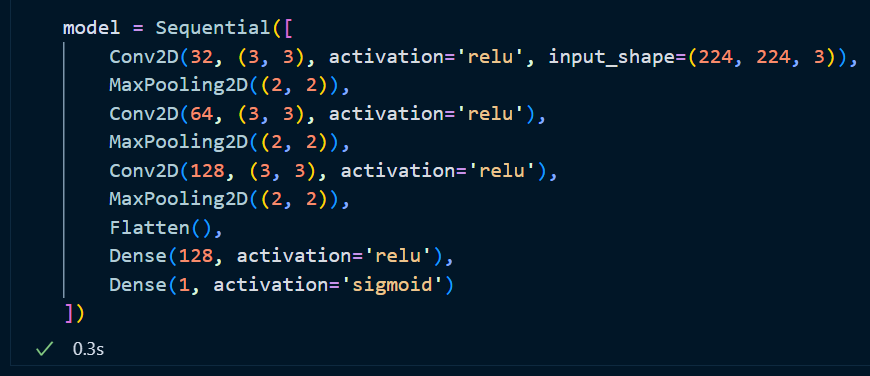 model = Sequential([
    Conv2D(32, (3, 3), activation='relu', input_shape=(224, 224, 3)),
    MaxPooling2D((2, 2)),
    Conv2D(64, (3, 3), activation='relu'),
    MaxPooling2D((2, 2)),
    Conv2D(128, (3, 3), activation='relu'),
    MaxPooling2D((2, 2)),
    Flatten(),
    Dense(128, activation='relu'),
    Dense(1, activation='sigmoid')
])
0.3s